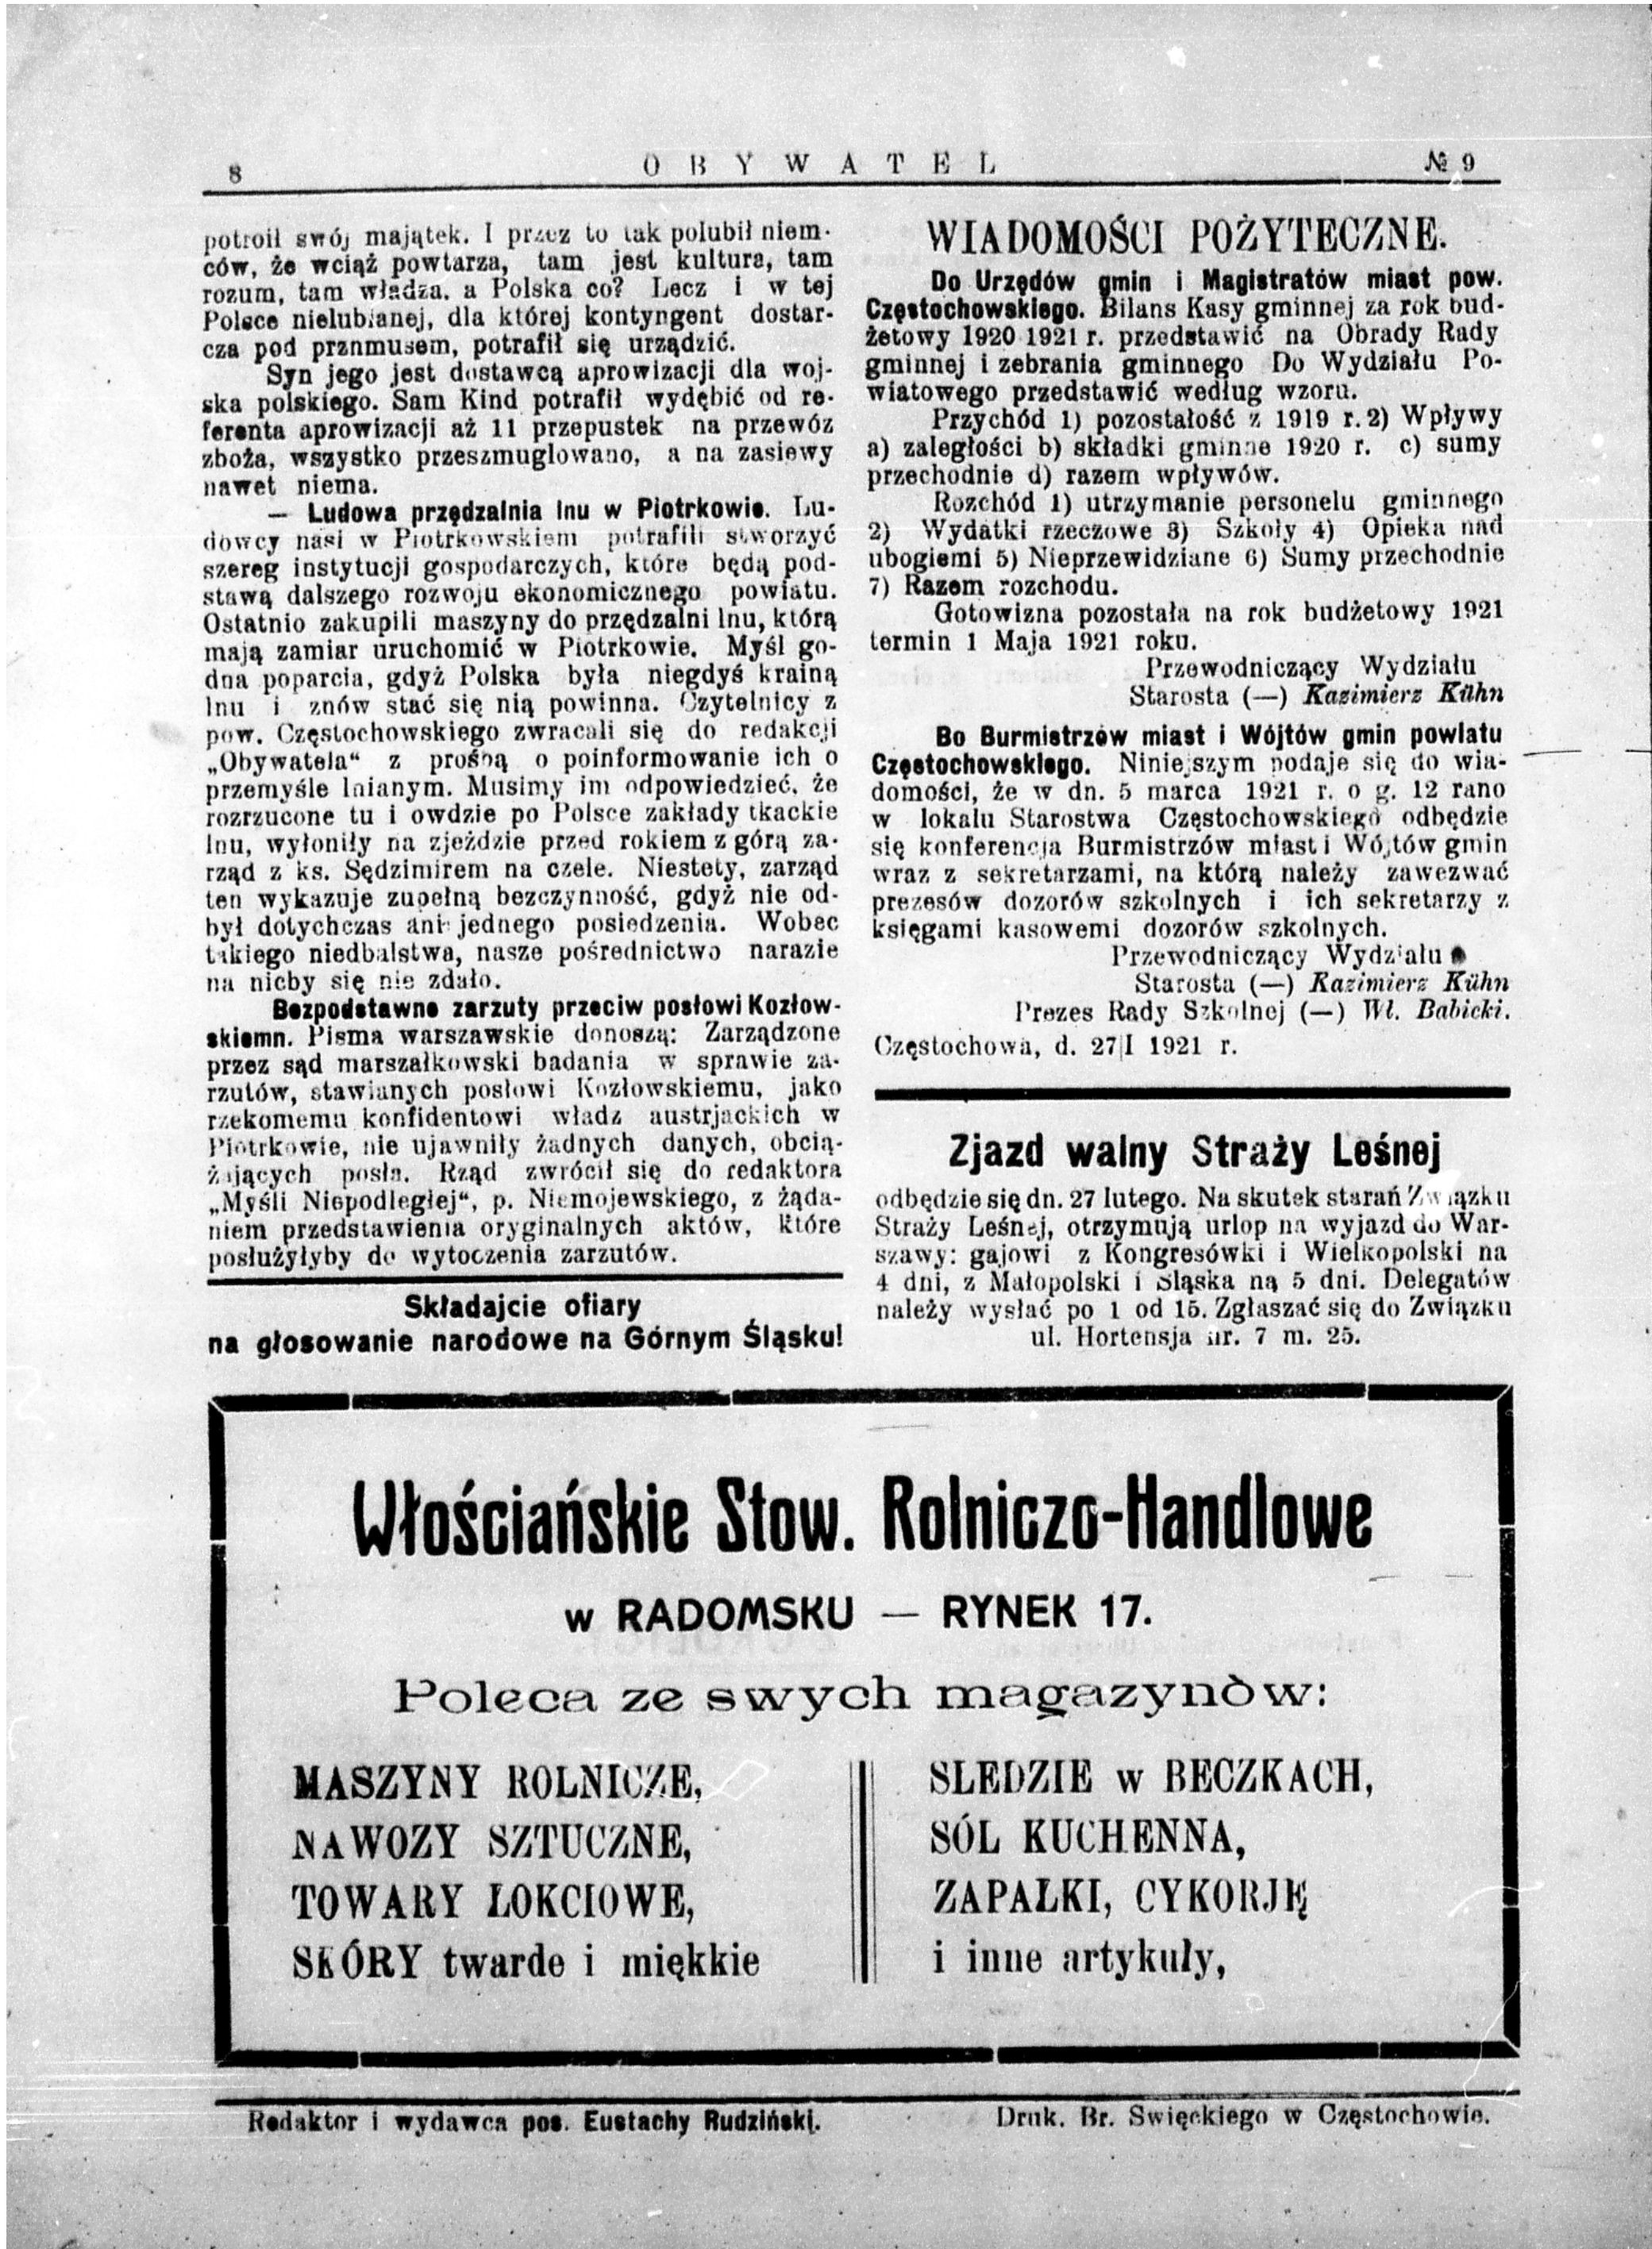 8
OBYWATEL
№ 9
potroił swój majątek. I przez to tak polubił niem-
ców, że wciąż powtarza, tam jest kultura, tam
rozum, tam władza, a Polska co? Lecz i w tej
Polsce nielubianej, dla której kontyngent dostar-
cza pod prznmusem, potrafił się urządzić.
Syn jego jest dostawcą aprowizacji dla woj-
ska polskiego. Sam Kind potrafił wydębić od re-
ferenta aprowizacji aż 11 przepustek na przewóz
zboża, wszystko przeszmuglowano, a na zasiewy
nawet niema.
— Ludowa przędzalnia lnu w Piotrkowie. Lu-
dowcy nasi w Piotrkowskiem potrafili stworzyć
szereg instytucji gospodarczych, które będą pod-
stawą dalszego rozwoju ekonomicznego powiatu.
Ostatnio zakupili maszyny do przędzalni lnu, którą
mają zamiar uruchomić w Piotrkowie. Myśl go-
dna poparcia, gdyż Polska była niegdyś krainą
lnu i znów stać się nią powinna. Czytelnicy z
pow. Częstochowskiego zwracali się do redakcji
„Obywatela“ z prośbą o poinformowanie ich o
przemyśle lnianym. Musimy im odpowiedzieć, że
rozrzucone tu i owdzie po Polsce zakłady tkackie
lnu, wyłoniły na zjeździe przed rokiem z górą za-
rząd z ks. Sędzimirem na czele. Niestety, zarząd
ten wykazuje zupełną bezczynność, gdyż nie od-
był dotychczas ani jednego posiedzenia. Wobec
takiego niedbalstwa, nasze pośrednictwo narazie
na nicby się nie zdało.
Bezpodstawne zarzuty przeciw posłowi Kozłow-
skiemn. Pisma warszawskie donoszą: Zarządzone
przez sąd marszałkowski badania w sprawie za-
rzutów, stawianych posłowi Kozłowskiemu, jako
rzekomemu konfidentowi władz austrjackich w
Piotrkowie, nie ujawniły żadnych danych, obcią-
żających posła. Rząd zwrócił się do redaktora
„Myśli Niepodległej“, p. Niemojewskiego, z żąda-
niem przedstawienia oryginalnych aktów, które
posłużyłyby do wytoczenia zarzutów.
Składajcie ofiary
na głosowanie narodowe na Górnym Śląsku!
WIADOMOŚCI POŻYTECZNE.
Do Urzędów gmin i Magistratów miast pow.
Częstochowskiego. Bilans Kasy gminnej za rok bud-
żetowy 1920 1921 r. przedstawić na Obrady Rady
gminnej i zebrania gminnego Do Wydziału Po-
wiatowego przedstawić według wzoru.
Przychód 1) pozostałość z 1919 r. 2) Wpływy
a) zaległości b) składki gminne 1920 r. c) sumy
przechodnie d) razem wpływów.
Rozchód 1) utrzymanie personelu gminnego
2) Wydatki rzeczowe 3) Szkoły 4) Opieka nad
ubogiemi 5) Nieprzewidziane 6) Sumy przechodnie
7) Razem rozchodu.
Gotowizna pozostała na rok budżetowy 1921
termin 1 Maja 1921 roku.
Przewodniczący Wydziału
Starosta (—) Kazimierz Kühn
Bo Burmistrzów miast i Wójtów gmin powiatu
Częstochowskiego. Niniejszym podaje się do wia-
domości, że w dn. 5 marca 1921 r. o g. 12 rano
w lokalu Starostwa Częstochowskiego odbędzie
się konferencja Burmistrzów miast i Wójtów gmin
wraz z sekretarzami, na którą należy zawezwać
prezesów dozorów szkolnych i ich sekretarzy z
księgami kasowemi dozorów szkolnych.
Przewodniczący Wydziału
Starosta (—) Kazimierz Kühn
Prezes Rady Szkolnej (—) Wł. Babicki.
Częstochowa, d. 27|I 1921 r.
Zjazd walny Straży Leśnej
odbędzie się dn. 27 lutego. Na skutek starań Związku
Straży Leśnej, otrzymują urlop na wyjazd do War-
szawy: gajowi z Kongresówki i Wielkopolski na
4 dni, z Małopolski i Śląska ną 5 dni. Delegatów
należy wysłać po 1 od 15. Zgłaszać się do Związku
ul. Hortensja nr. 7 m. 25.
Włościańskie Stow. Rolniczo-Handlowe
w RADOMSKU — RYNEK 17.
Poleca ze swych magazynòw:
MASZYNY ROLNICZE,
NAWOZY SZTUCZNE,
TOWARY ŁOKCIOWE,
SKÓRY twarde i miękkie
SLEDZIE w BECZKACH,
SÓL KUCHENNA,
ZAPAŁKI, CYKORJĘ
i inne artykuły,
Redaktor i wydawca pos. Eustachy Rudziński.
Druk. Br. Swięckiego w Częstochowie.